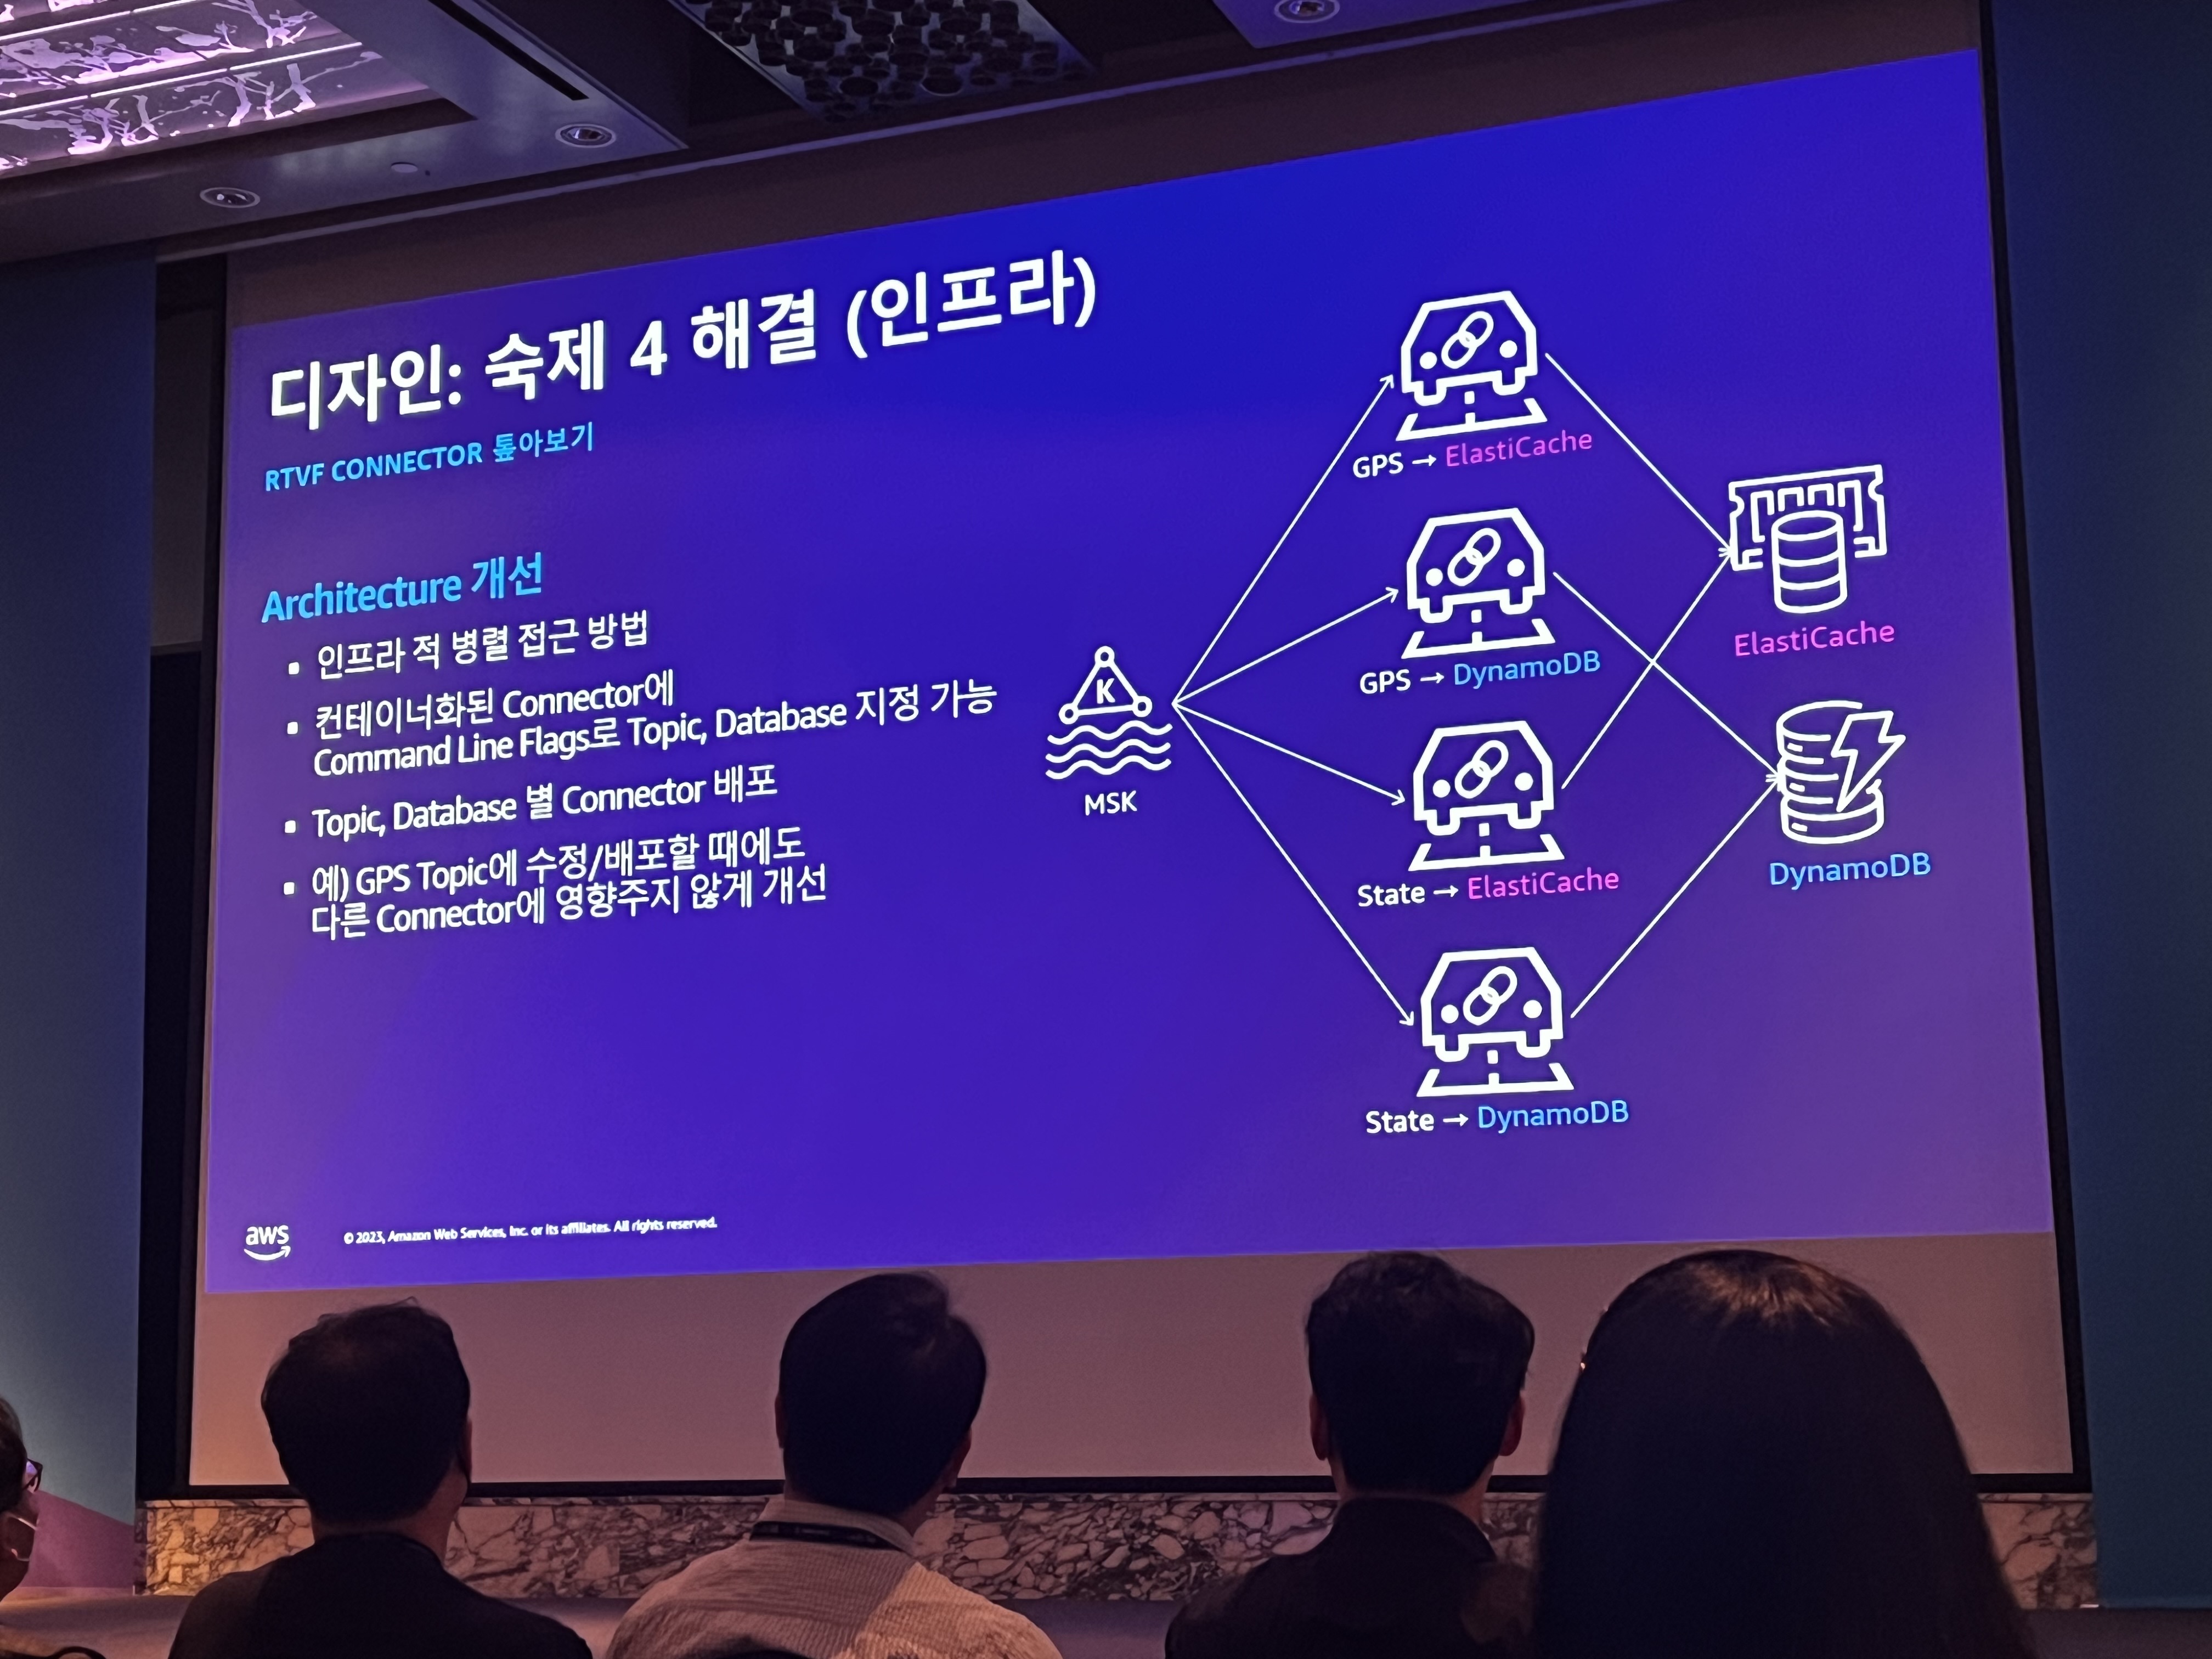 디자인: 숙제 4 해결 (인프라)
RTVF CONNECTOR 톺아보기
Architecture 개선
▪ 인프라 적 병렬 접근 방법
▪ 컨테이너화된 Connector에
Command Line Flags로 Topic, Database 지정 가능
▪ Topic, Database 별 Connector 배포
▪ 예) GPS Topic에 수정/배포할 때에도
다른 Connector에 영향주지 않게 개선
K
MSK
GPS → ElastiCache
GPS → DynamoDB
State → ElastiCache
State → DynamoDB
ElastiCache
DynamoDB
aws
© 2023, Amazon Web Services, Inc. or its affiliates. All rights reserved.